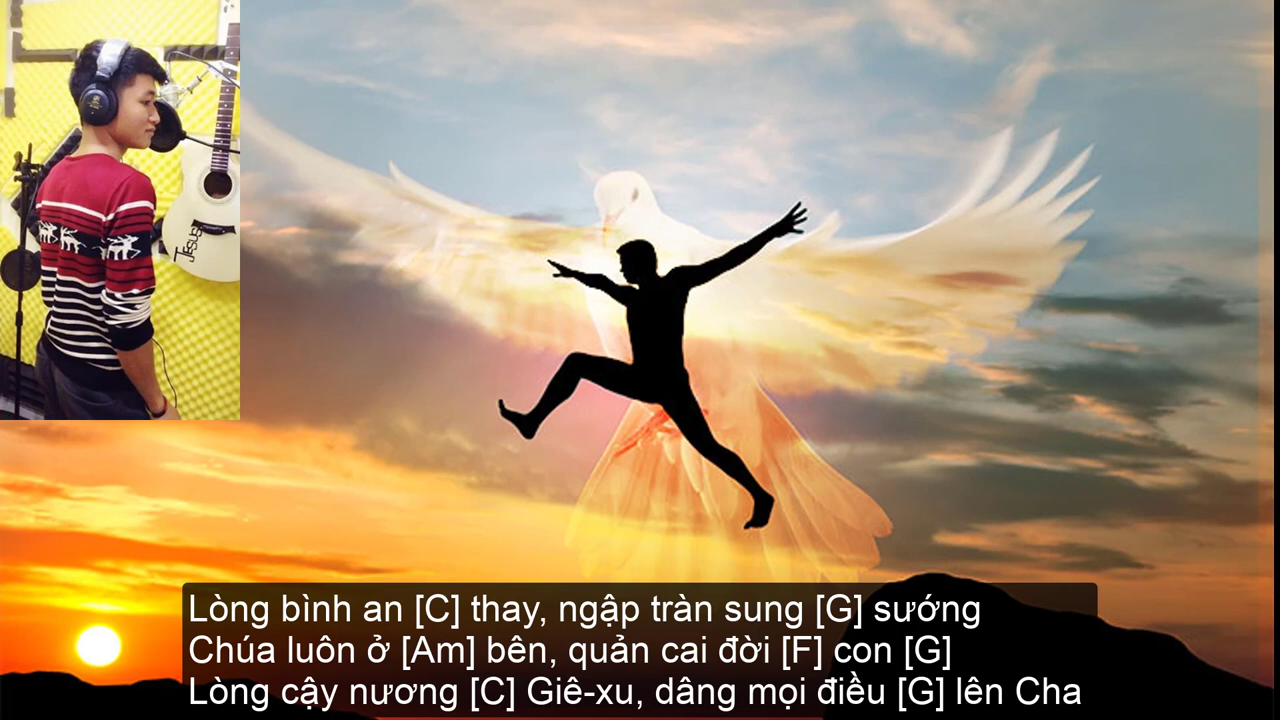 JESUS
Lòng bình an [C] thay, ngập tràn sung [G] sướng
Chúa luôn ở [Am] bên, quản cai đời [F] con [G]
Lòng cậy nương [C] Giê-xu, dâng mọi điều [G] lên Cha